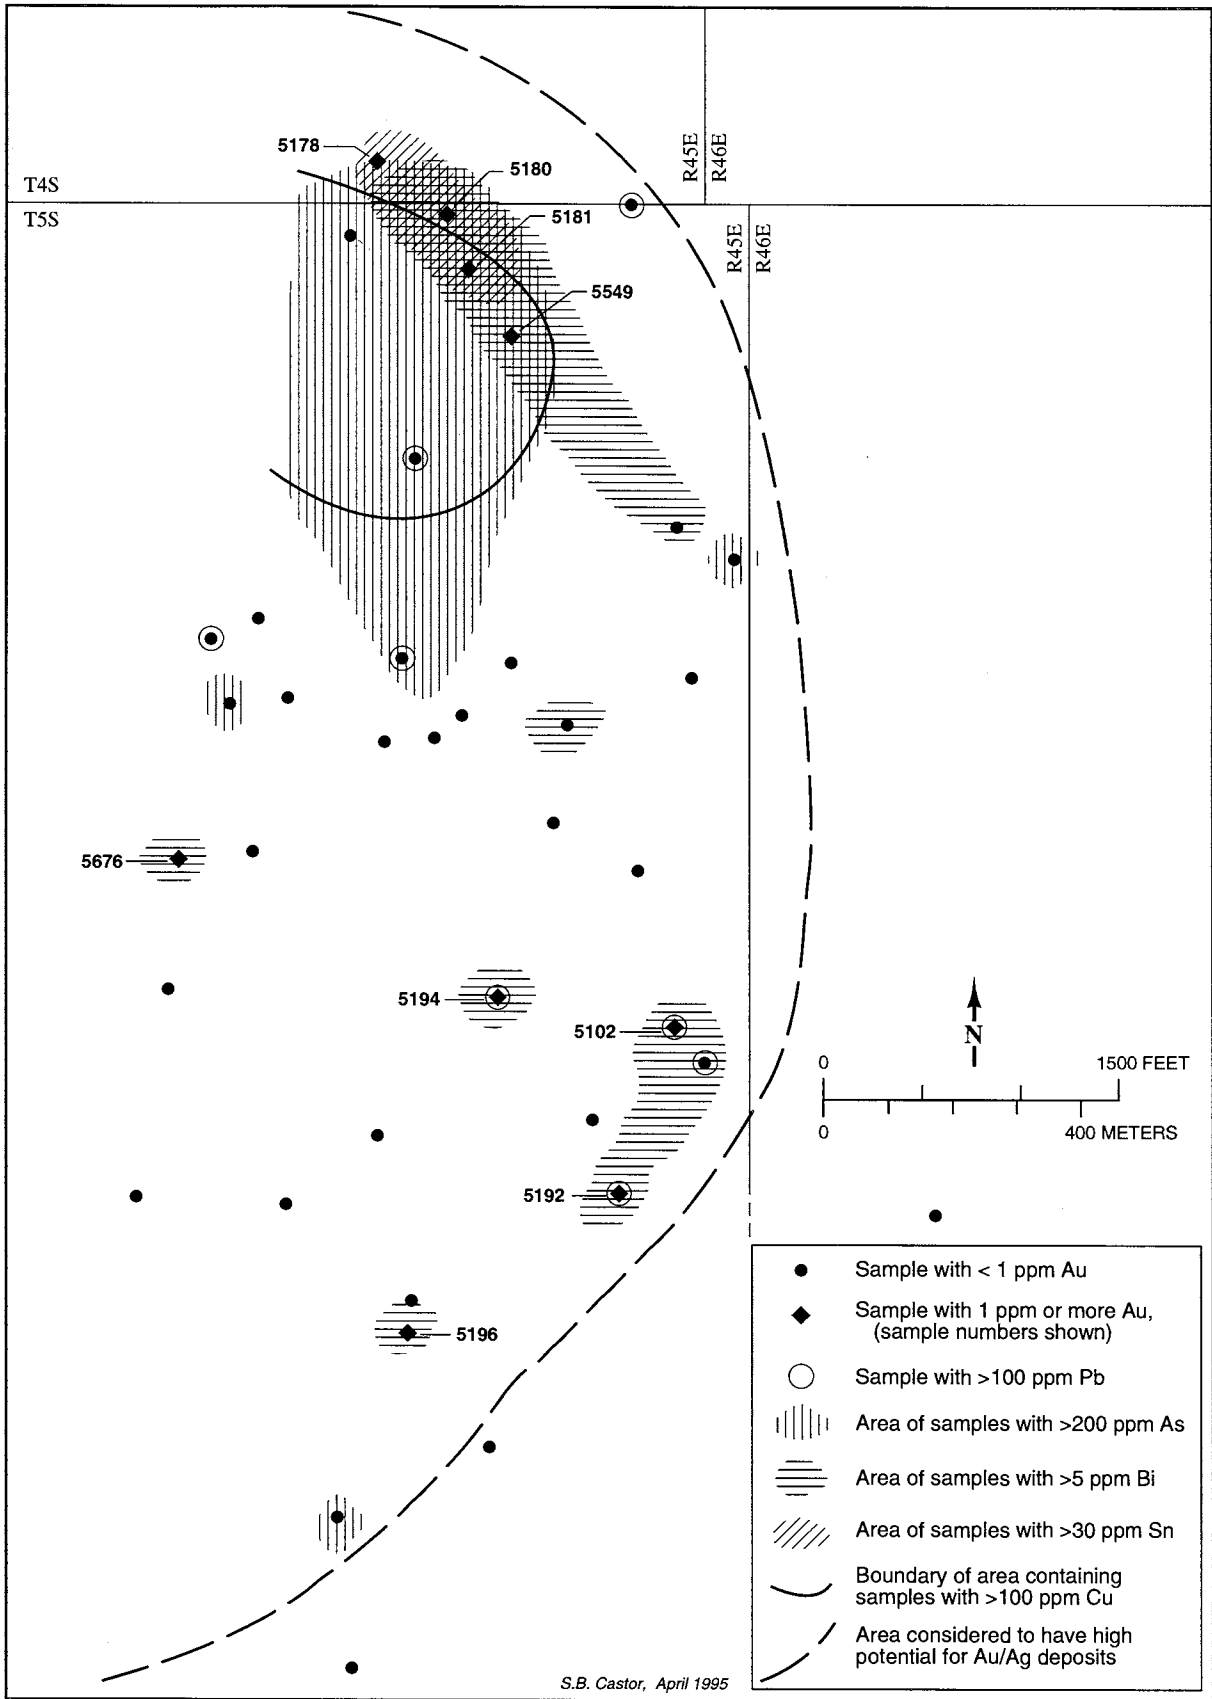 R45E
R46E
5178
5180
T4S
T5S
5181
R45E
R46E
5549
5676
5194
5102
N
0
1500 FEET
0
400 METERS
5192
5196
Sample with < 1 ppm Au
Sample with 1 ppm or more Au,
(sample numbers shown)
Sample with >100 ppm Pb
Area of samples with >200 ppm As
Area of samples with >5 ppm Bi
Area of samples with >30 ppm Sn
Boundary of area containing
samples with >100 ppm Cu
Area considered to have high
potential for Au/Ag deposits
S.B. Castor, April 1995